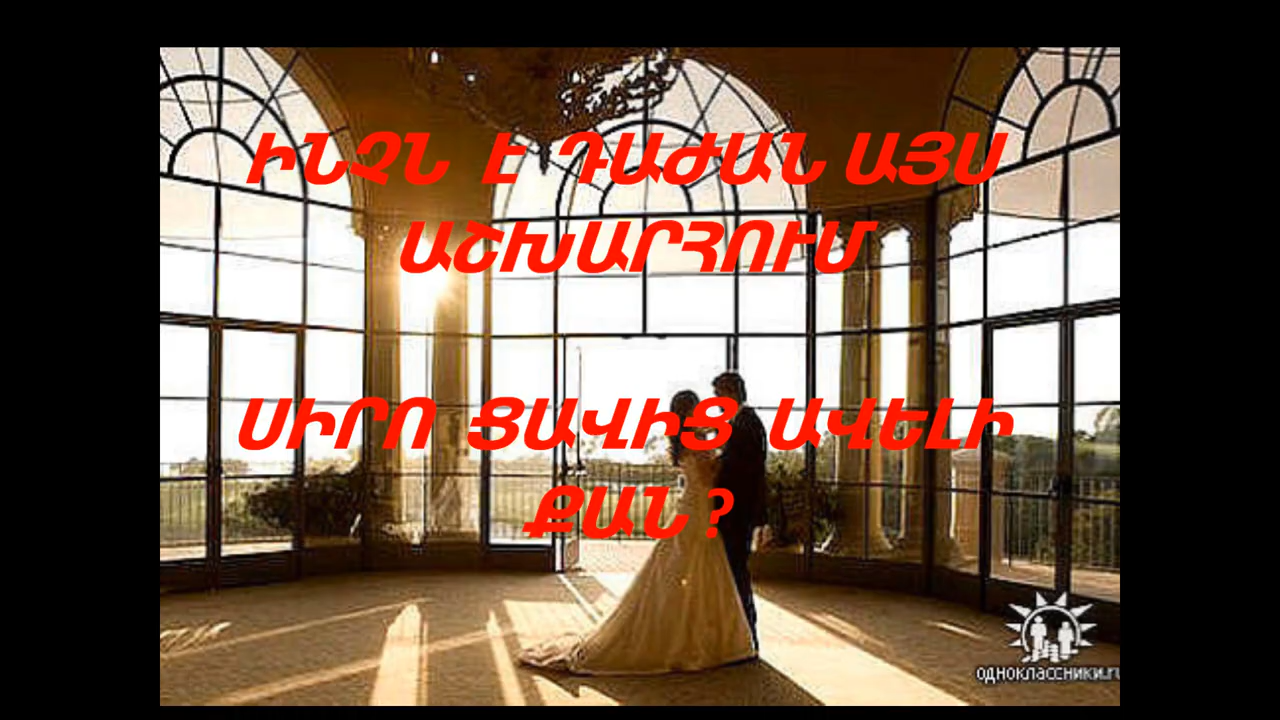 ԻՆՉՆ Է ԴԱԺԱՆ ԱՅՍ
ԱՇԽԱՐՀՈՒՄ
ՍԻՐՈ ՑԱՎԻՑ ԱՎԵԼԻ
ՔԱՆ ?
одноклассники.ru